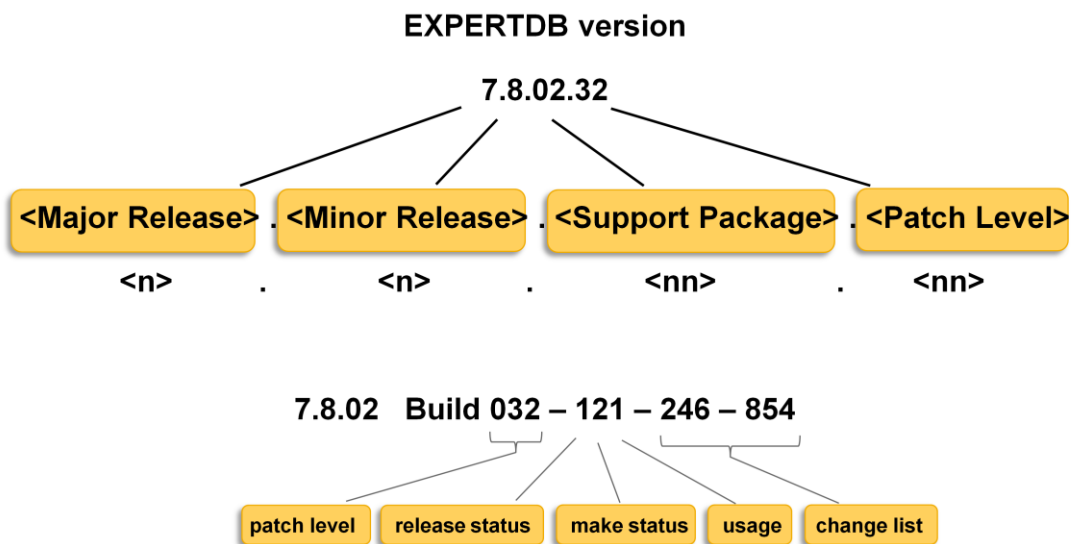 EXPERTDB version
7.8.02.32
<Major Release> . <Minor Release> . <Support Package> . <Patch Level>
<n> . <n> . <nn> . <nn>
7.8.02 Build 032 – 121 – 246 – 854
patch level release status make status usage change list